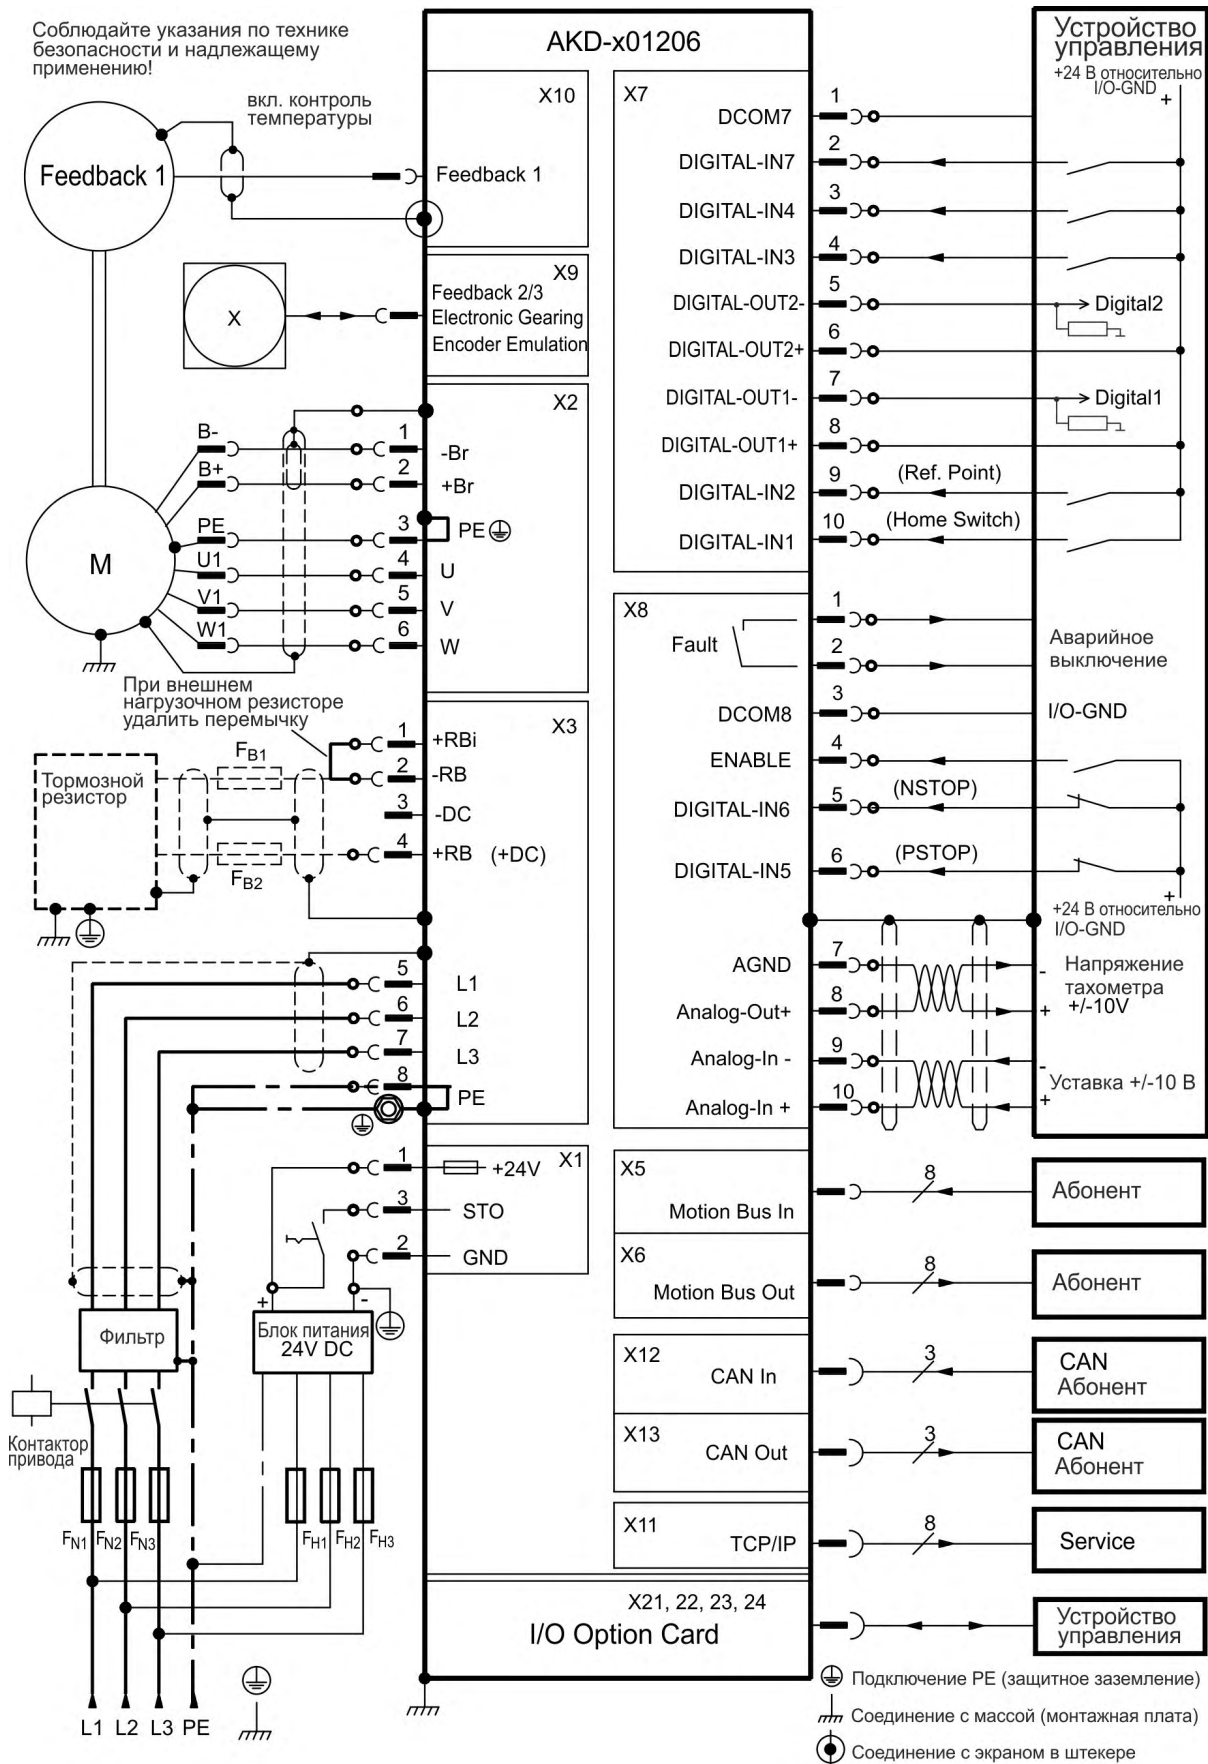 Соблюдайте указания по технике
безопасности и надлежащему
применению!
вкл. контроль
температуры
Feedback 1
X
B-
B+
PE
U1
V1
W1
M
При внешнем
нагрузочном резисторе
удалить перемычку
Тормозной
резистор
FB1
FB2
Фильтр
Контактор
привода
FN1 FN2 FN3
Блок питания
24V DC
+ -
FH1 FH2 FH3
L1 L2 L3 PE
AKD-x01206
X10
Feedback 1
X9
Feedback 2/3
Electronic Gearing
Encoder Emulation
X2
1 -Br
2 +Br
3 PE
4 U
5 V
6 W
X3
1 +RBi
2 -RB
3 -DC
4 +RB (+DC)
5 L1
6 L2
7 L3
8 PE
X1
1 +24V
3 STO
2 GND
X7
DCOM7 1
DIGITAL-IN7 2
DIGITAL-IN4 3
DIGITAL-IN3 4
DIGITAL-OUT2- 5
DIGITAL-OUT2+ 6
DIGITAL-OUT1- 7
DIGITAL-OUT1+ 8
DIGITAL-IN2 9 (Ref. Point)
DIGITAL-IN1 10 (Home Switch)
X8
Fault 1
2
DCOM8 3
ENABLE 4
DIGITAL-IN6 5 (NSTOP)
DIGITAL-IN5 6 (PSTOP)
AGND 7
Analog-Out+ 8
Analog-In - 9
Analog-In + 10
X5
Motion Bus In 8
X6
Motion Bus Out 8
X12
CAN In 3
X13
CAN Out 3
X11
TCP/IP 8
X21, 22, 23, 24
I/O Option Card
Устройство
управления
+24 В относительно
I/O-GND
+
Digital2
Digital1
Аварийное
выключение
I/O-GND
+
+24 В относительно
I/O-GND
- Напряжение
тахометра
+ +/-10V
-
Уставка +/-10 В
+
Абонент
Абонент
CAN
Абонент
CAN
Абонент
Service
Устройство
управления
Подключение PE (защитное заземление)
Соединение с массой (монтажная плата)
Соединение с экраном в штекере